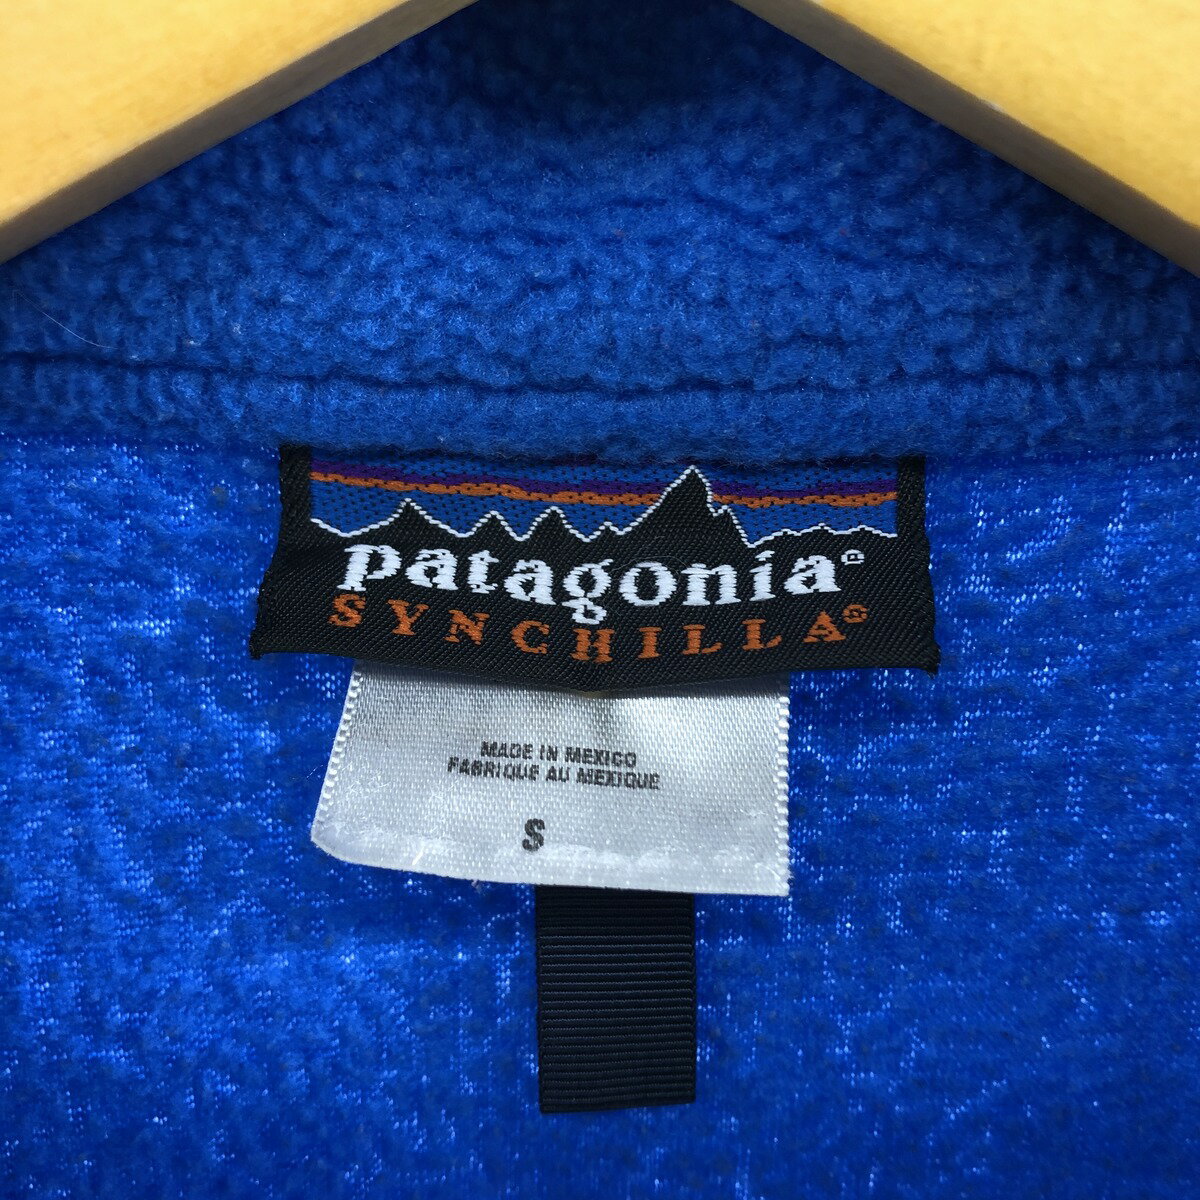 patagonia®
SYNCHILLA®
MADE IN MEXICO
FABRIQUE AU MEXIQUE
S